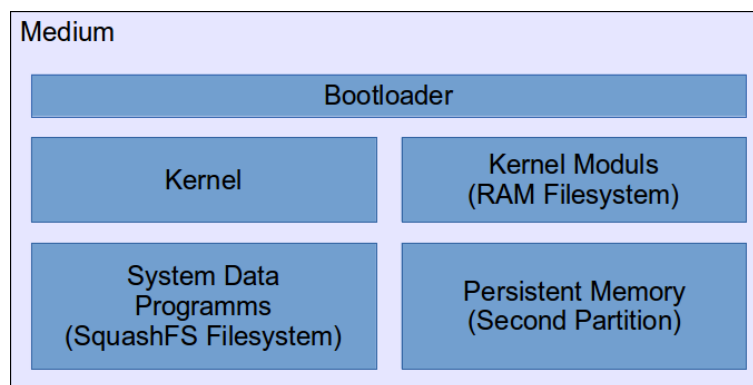 Medium
Bootloader
Kernel
Kernel Moduls
(RAM Filesystem)
System Data
Programms
(SquashFS Filesystem)
Persistent Memory
(Second Partition)